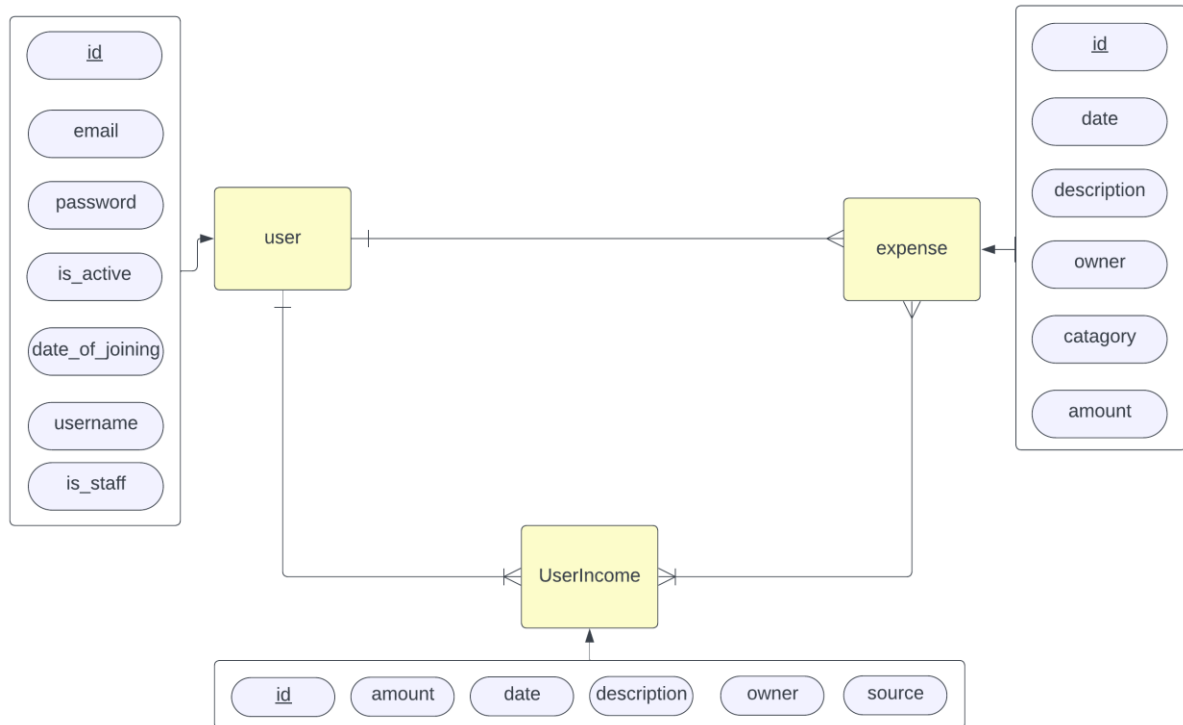 id
email
password
is_active
date_of_joining
username
is_staff
user
expense
id
date
description
owner
catagory
amount
UserIncome
id
amount
date
description
owner
source